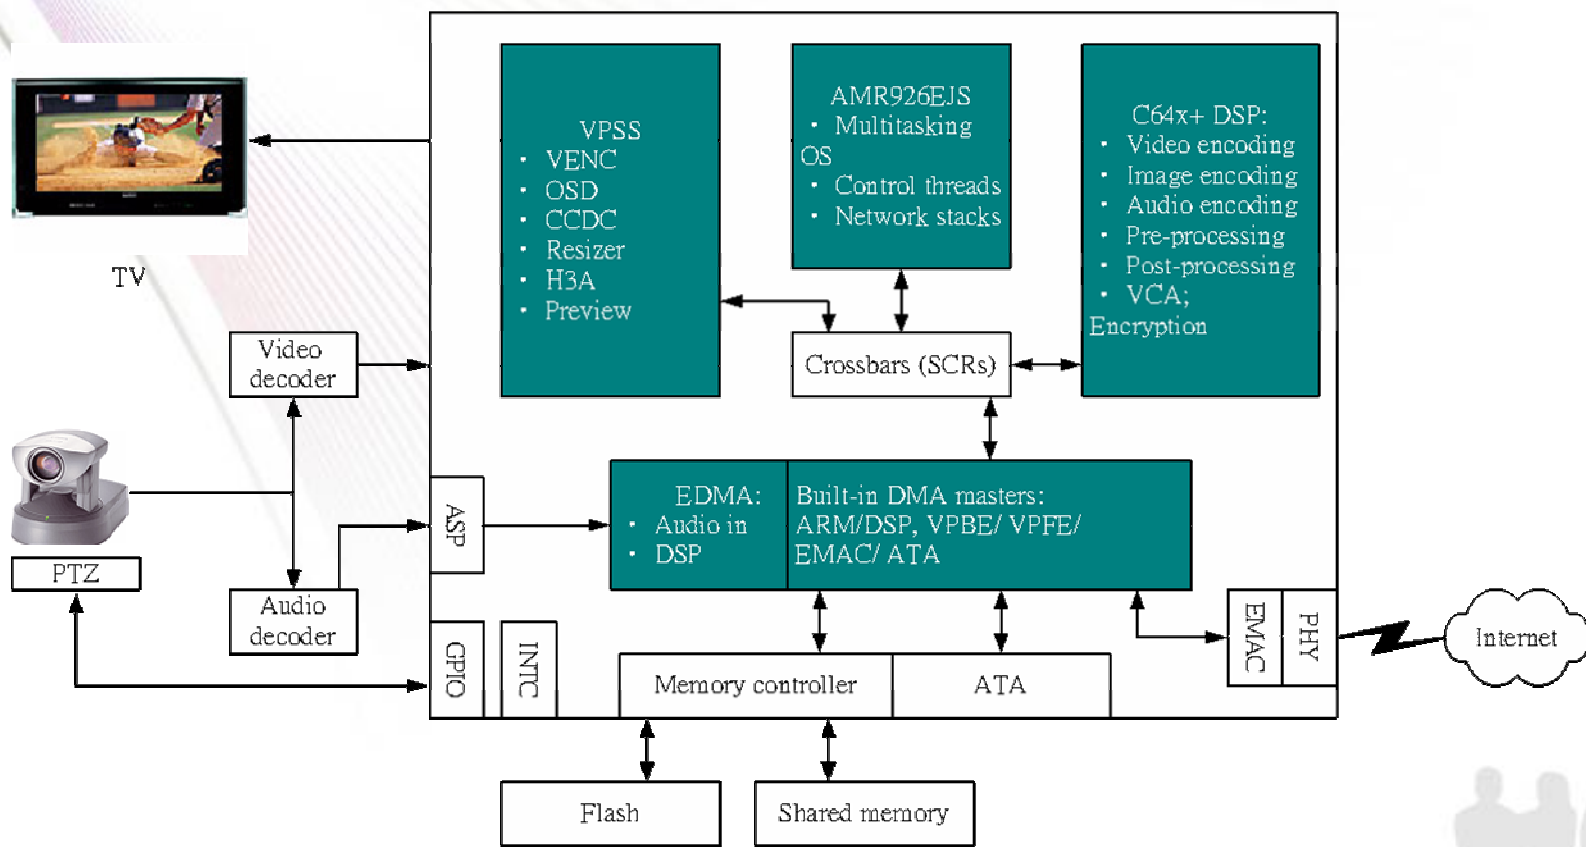 TV
VPSS
· VENC
· OSD
· CCDC
· Resizer
· H3A
· Preview
AMR926EJS
· Multitasking
OS
· Control threads
· Network stacks
C64x+ DSP:
· Video encoding
· Image encoding
· Audio encoding
· Pre-processing
· Post-processing
· VCA;
Encryption
Video
decoder
Crossbars (SCRs)
PTZ
Audio
decoder
ASP
GPIO
INTC
EDMA:
· Audio in
· DSP
Built-in DMA masters:
ARM/DSP, VPBE/ VPFE/
EMAC/ ATA
Memory controller
ATA
EMAC
PHY
Internet
Flash
Shared memory